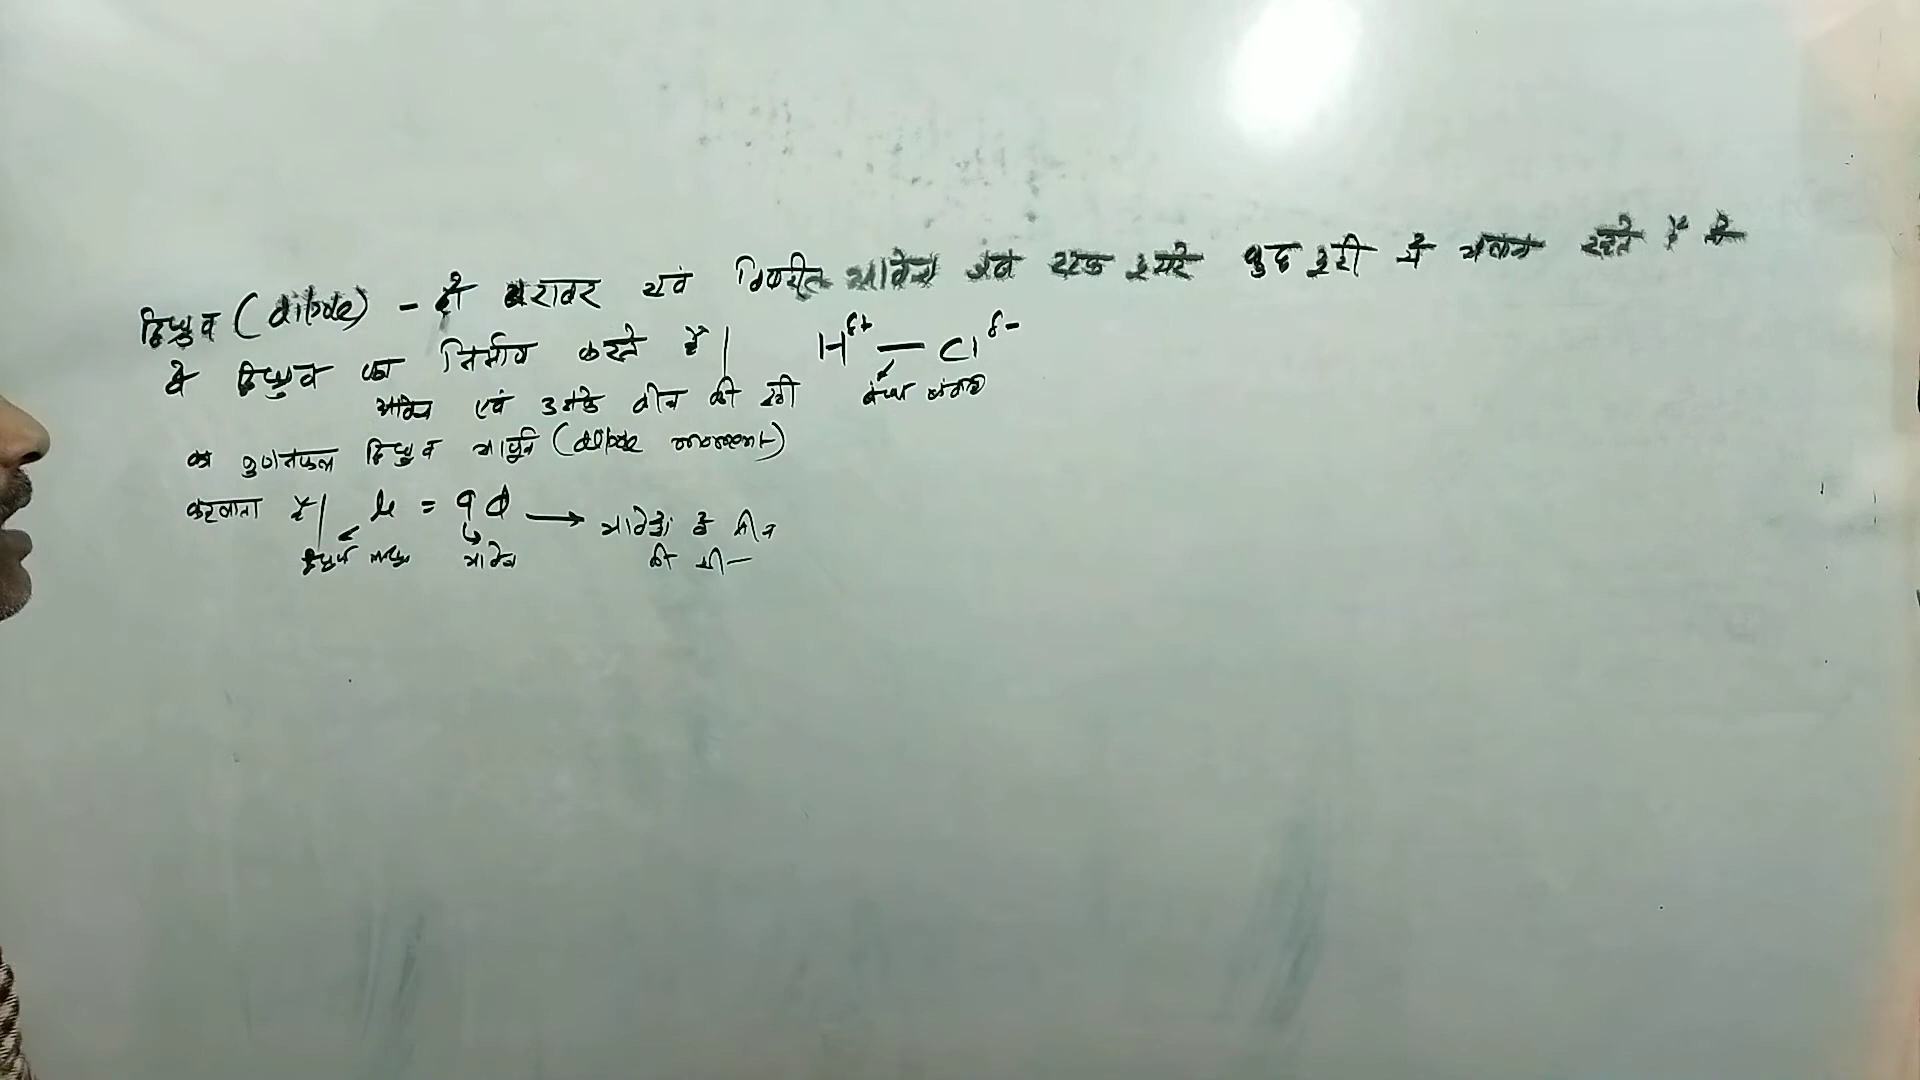 द्विध्रुव (dipole) - दो बराबर एवं विपरीत आवेश जब एक दूसरे कुछ दूरी से अलग रहते हैं तो
वे द्विध्रुव का निर्माण करते हैं| H^δ+ — Cl^δ-
आवेश एवं उनके बीच की दूरी बंध लंबाई
का गुणनफल द्विध्रुव आघूर्ण (dipole moment)
कहलाता है| μ = qd → आवेशों के बीच
द्विध्रुव आघूर्ण आवेश की दूरी